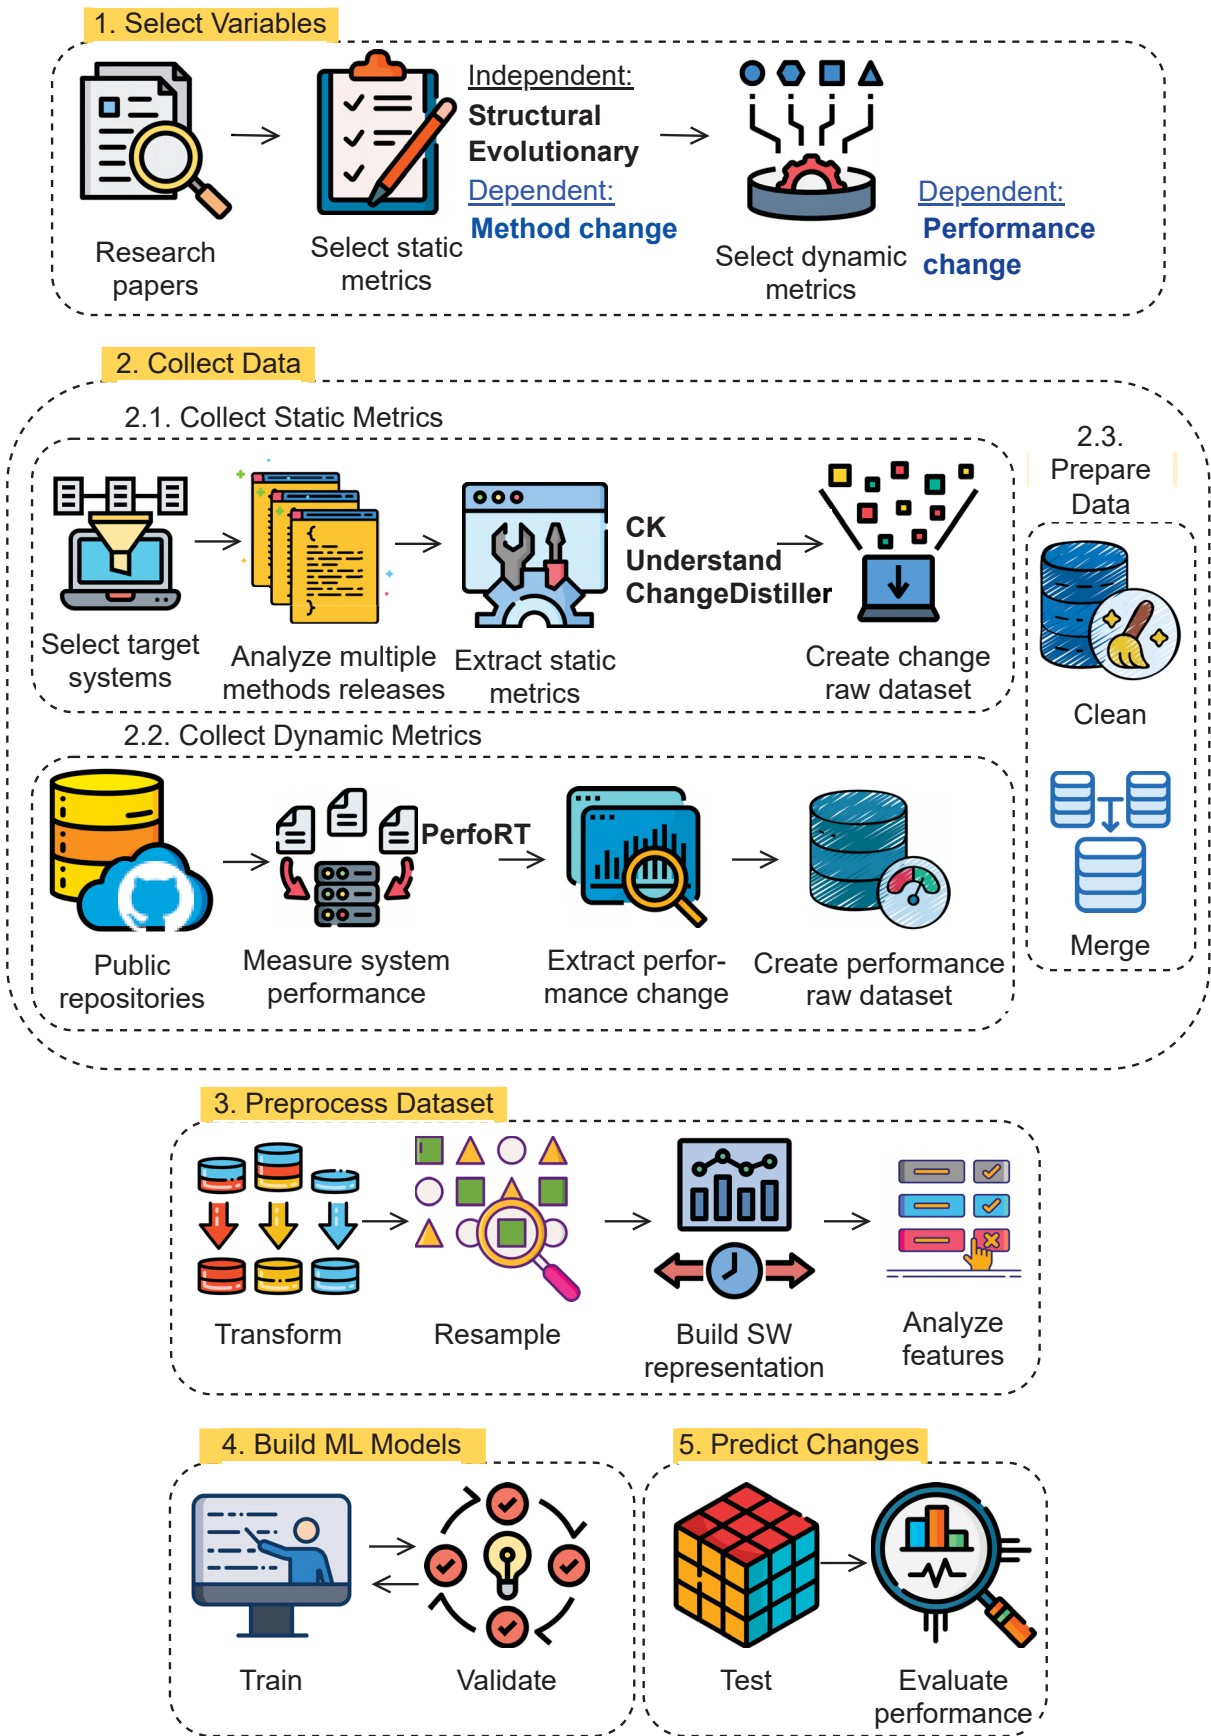 1. Select Variables
Research
papers
Select static
metrics
Independent:
Structural
Evolutionary
Dependent:
Method change
Select dynamic
metrics
Dependent:
Performance
change
2. Collect Data
2.1. Collect Static Metrics
Select target
systems
Analyze multiple
methods releases
Extract static
metrics
CK
Understand
ChangeDistiller
Create change
raw dataset
2.2. Collect Dynamic Metrics
Public
repositories
Measure system
performance
PerfoRT
Extract perfor-
mance change
Create performance
raw dataset
2.3.
Prepare
Data
Clean
Merge
3. Preprocess Dataset
Transform
Resample
Build SW
representation
Analyze
features
4. Build ML Models
Train
Validate
5. Predict Changes
Test
Evaluate
performance